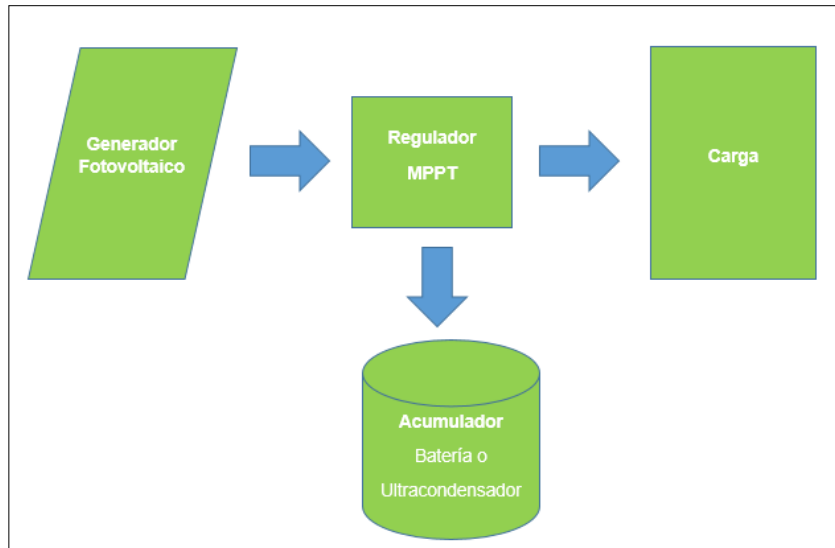 Generador
Fotovoltaico
Regulador
MPPT
Carga
Acumulador
Batería o
Ultracondensador